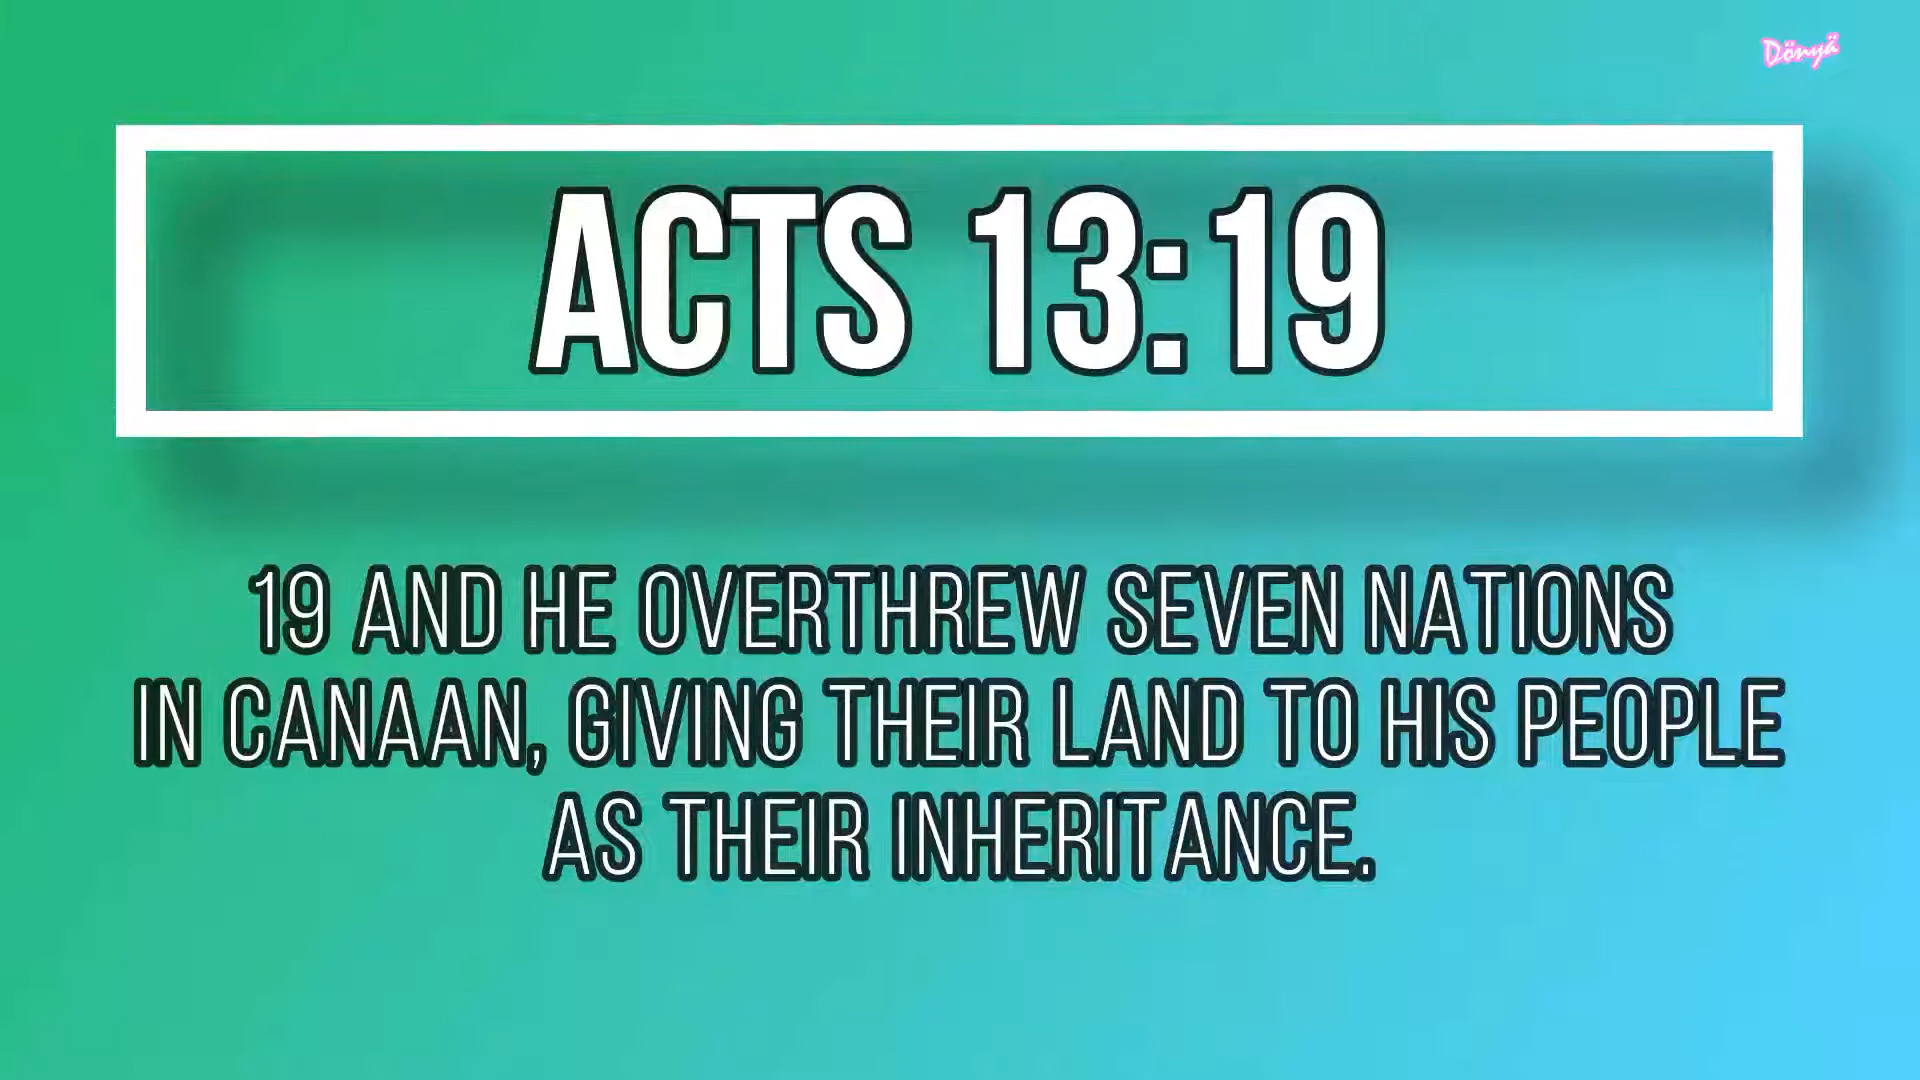 Dönyä
ACTS 13:19
19 AND HE OVERTHREW SEVEN NATIONS
IN CANAAN, GIVING THEIR LAND TO HIS PEOPLE
AS THEIR INHERITANCE.